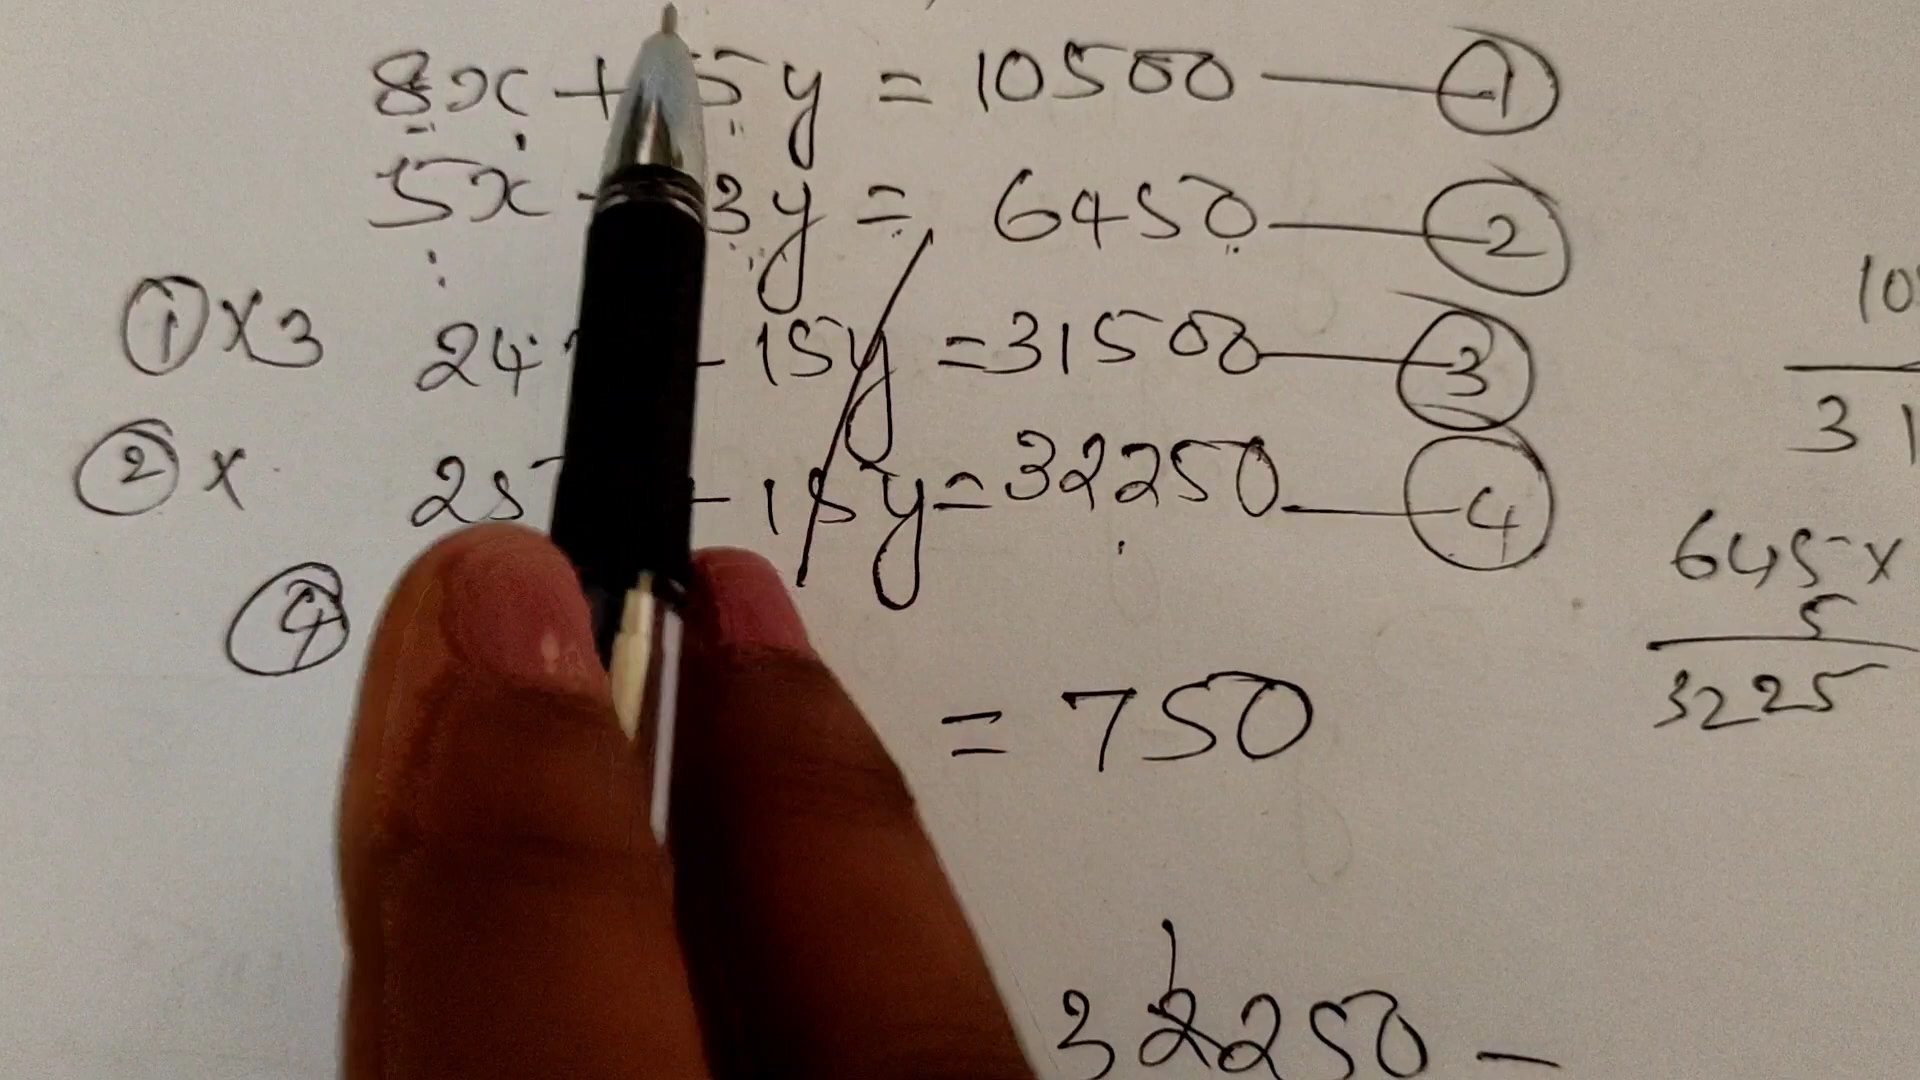 8x + 5y = 10500 — ①
5x 3y = 6450 — ②
①×3 24 - 15y = 31500 — ③
②× 25 - 15y = 32250 — ④
④ = 750
32250 -
10
31
645×
5
3225